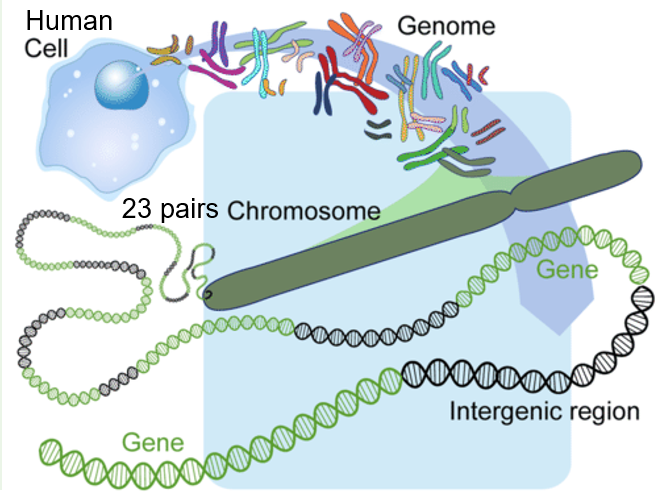 Human
Cell
Genome
23 pairs Chromosome
Gene
Intergenic region
Gene